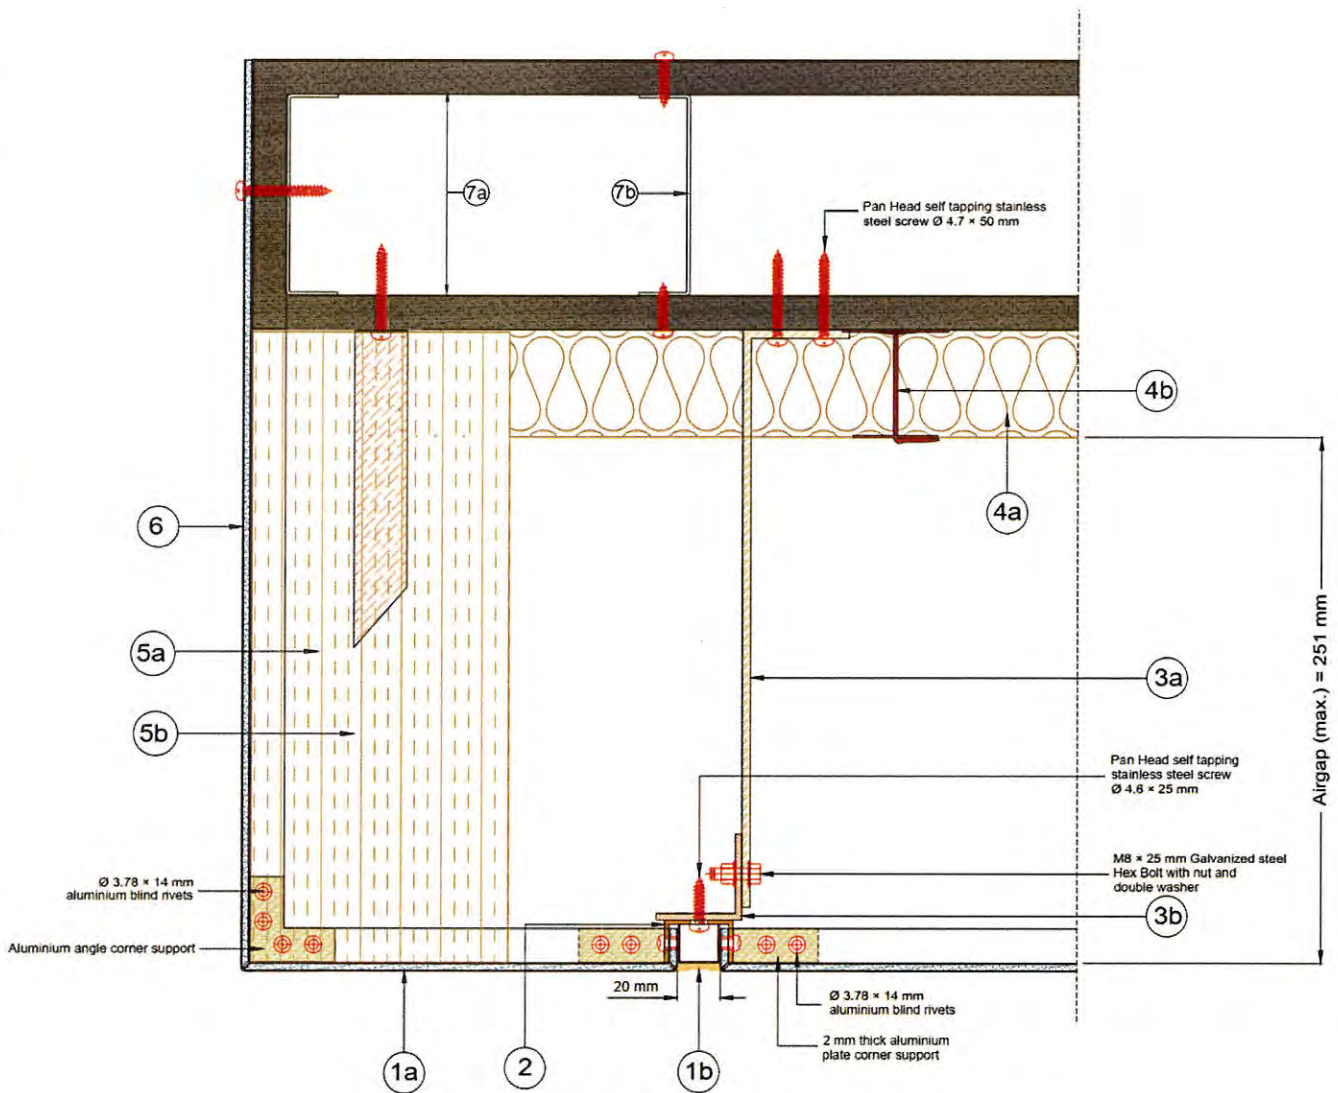 7a
7b
Pan Head self tapping stainless
steel screw Ø 4.7 × 50 mm
4b
4a
6
5a
3a
5b
Airgap (max.) = 251 mm
Pan Head self tapping
stainless steel screw
Ø 4.6 × 25 mm
M8 × 25 mm Galvanized steel
Hex Bolt with nut and
double washer
Ø 3.78 × 14 mm
aluminium blind rivets
3b
Aluminium angle corner support
20 mm
Ø 3.78 × 14 mm
aluminium blind rivets
2 mm thick aluminium
plate corner support
1a
2
1b